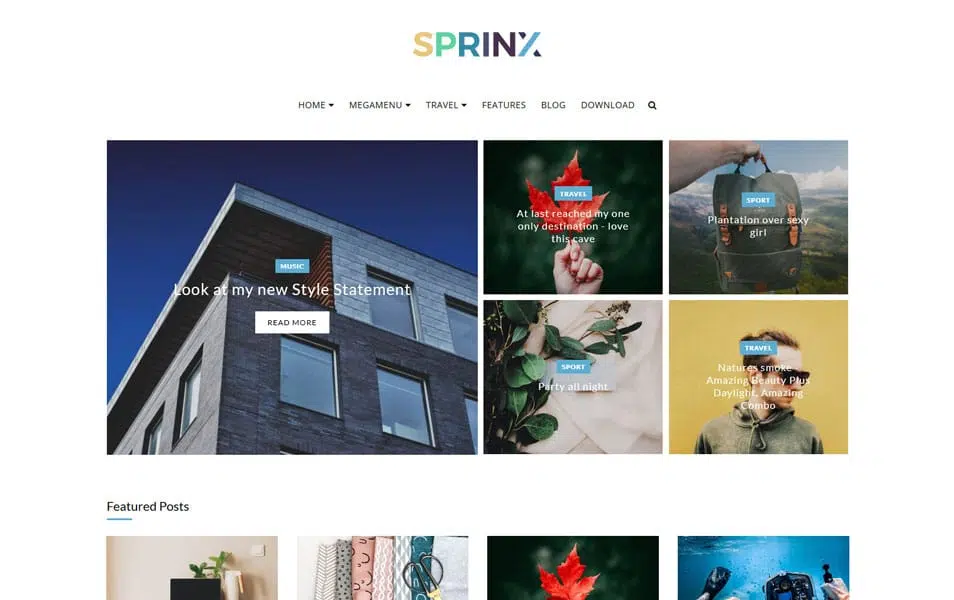 SPRINX
HOME MEGAMENU TRAVEL FEATURES BLOG DOWNLOAD
MUSIC
Look at my new Style Statement
READ MORE
TRAVEL
At last reached my one
only destination - love
this cave
SPORT
Plantation over sexy
girl
SPORT
Party all night
TRAVEL
Natures smoke
Amazing Beauty Plus
Daylight, Amazing
Combo
Featured Posts